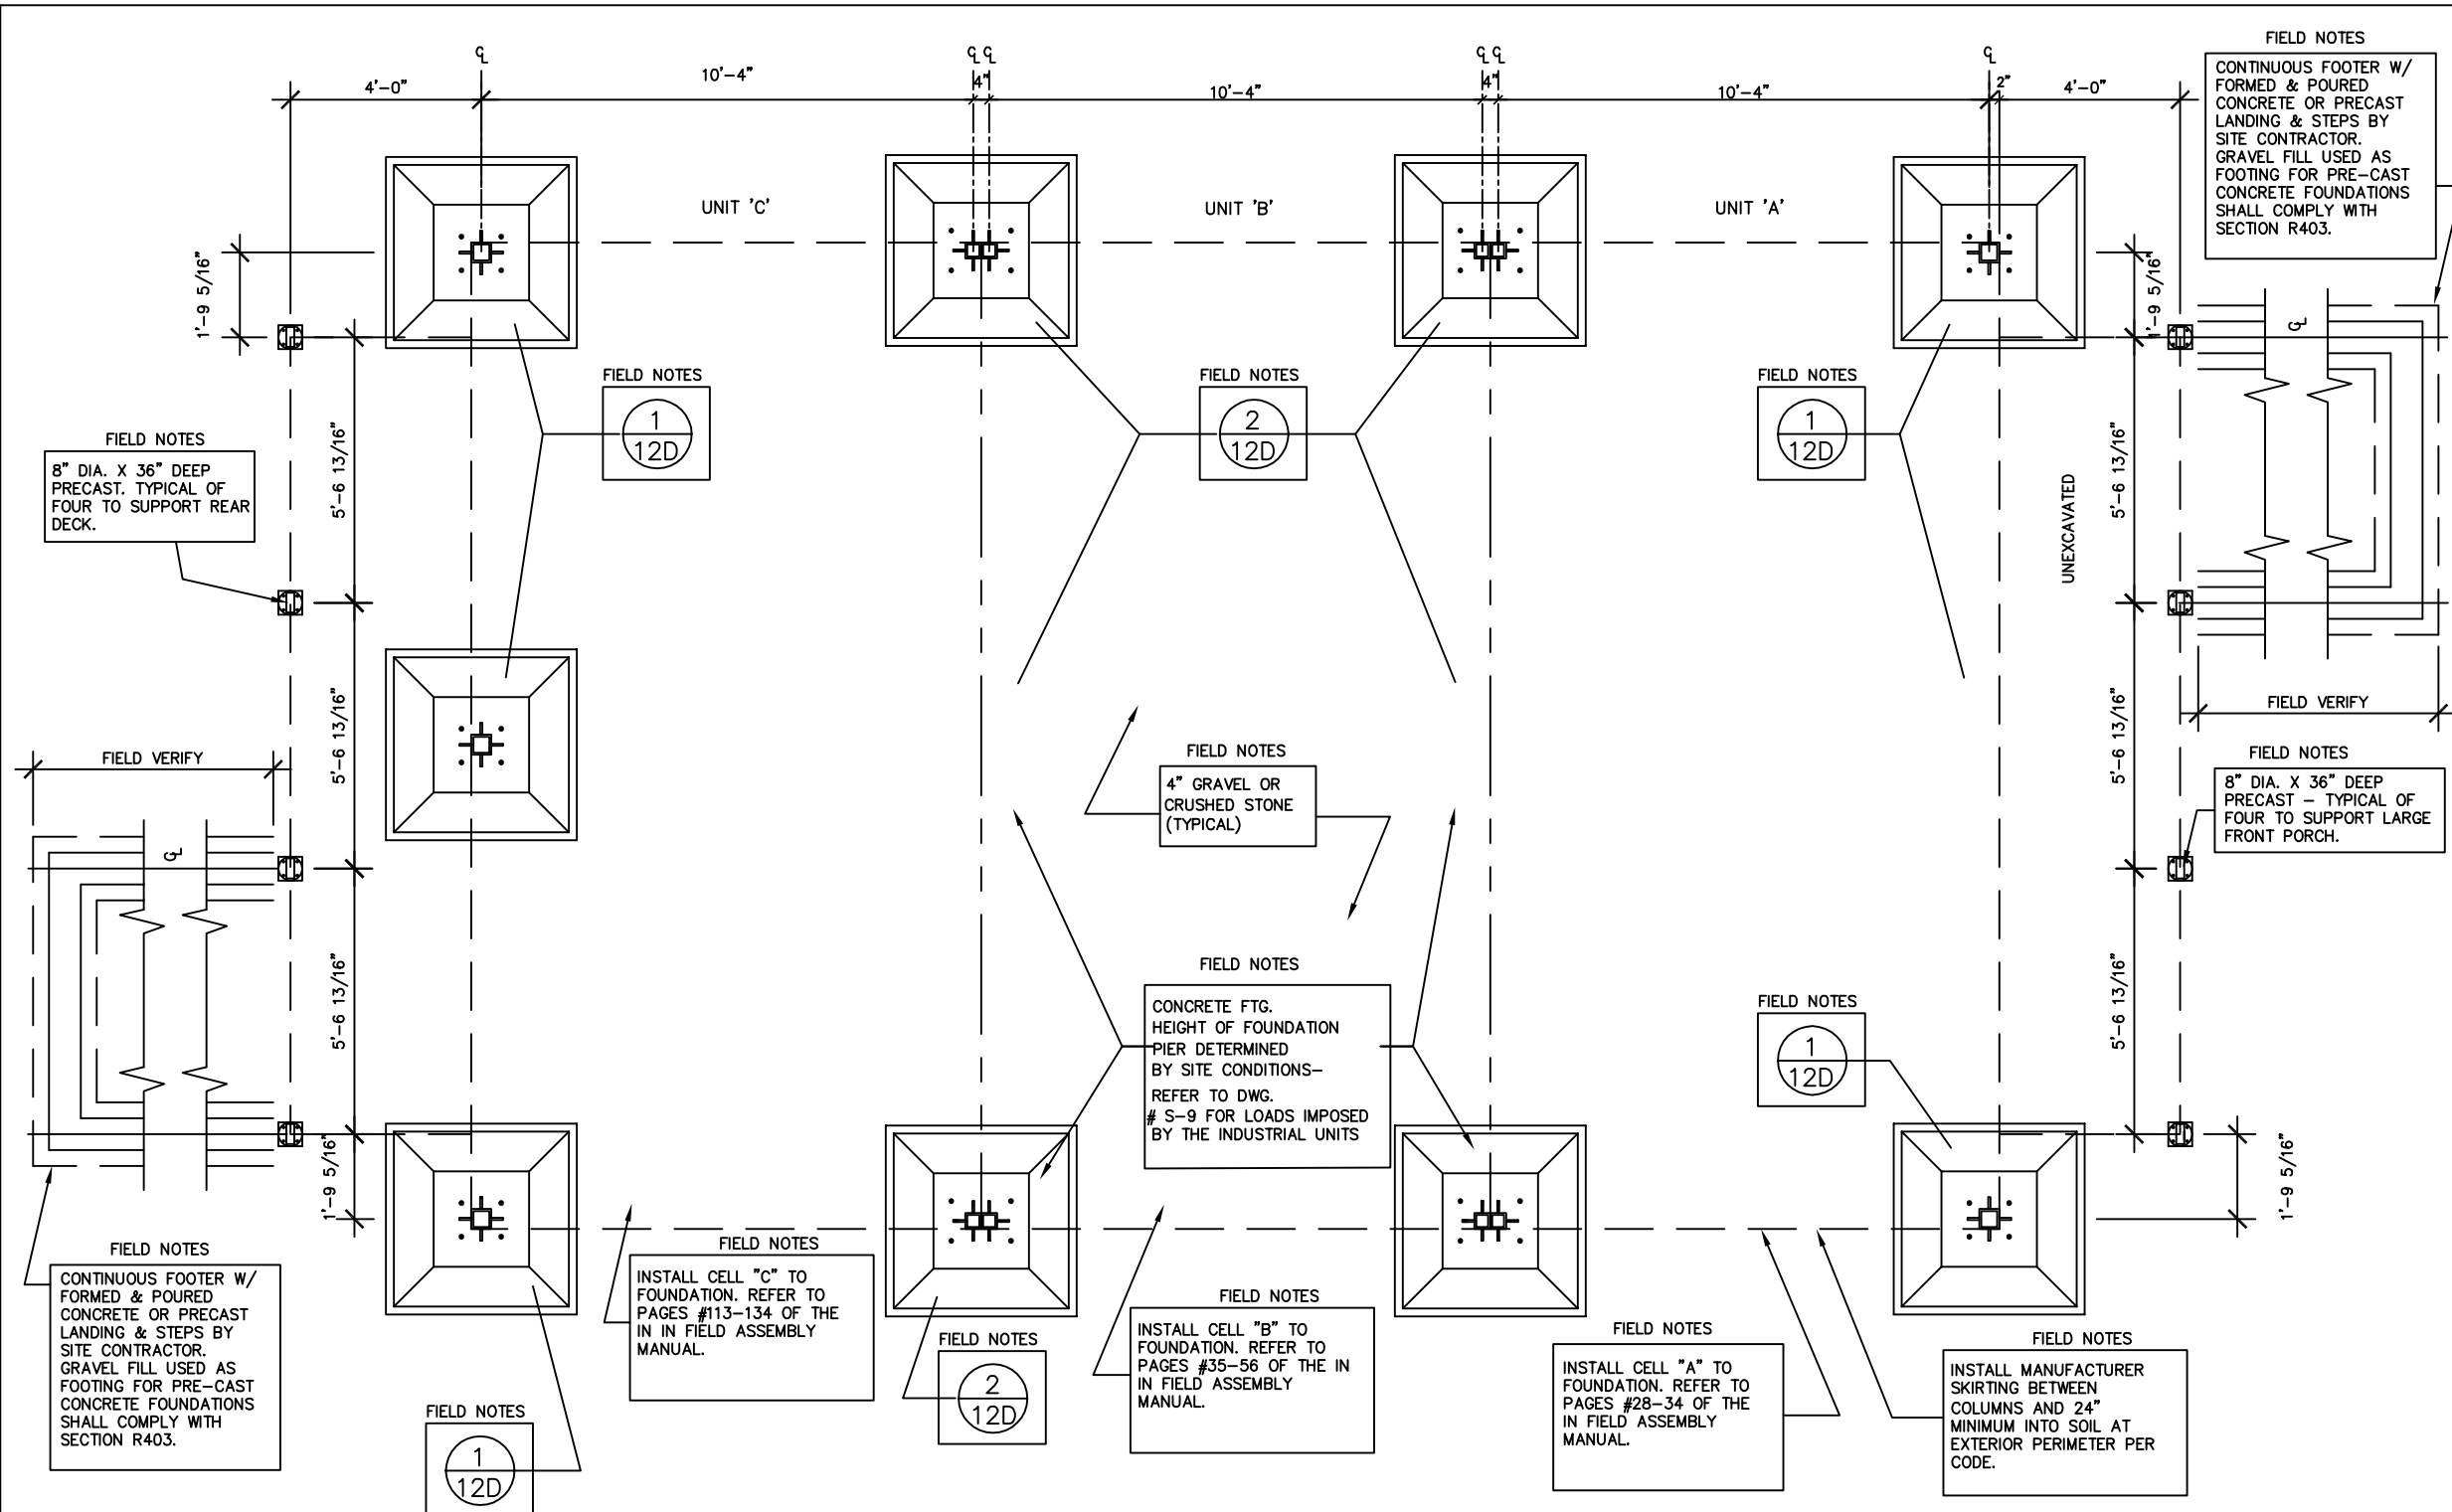 ℄
℄ ℄
℄ ℄
℄
4'-0"
10'-4"
4"
10'-4"
4"
10'-4"
2"
4'-0"
FIELD NOTES
CONTINUOUS FOOTER W/
FORMED & POURED
CONCRETE OR PRECAST
LANDING & STEPS BY
SITE CONTRACTOR.
GRAVEL FILL USED AS
FOOTING FOR PRE-CAST
CONCRETE FOUNDATIONS
SHALL COMPLY WITH
SECTION R403.
UNIT 'C'
UNIT 'B'
UNIT 'A'
1'-9 5/16"
1'-9 5/16"
℄
FIELD NOTES
1
12D
FIELD NOTES
2
12D
FIELD NOTES
1
12D
FIELD NOTES
8" DIA. X 36" DEEP
PRECAST. TYPICAL OF
FOUR TO SUPPORT REAR
DECK.
5'-6 13/16"
UNEXCAVATED
5'-6 13/16"
5'-6 13/16"
5'-6 13/16"
FIELD VERIFY
FIELD VERIFY
FIELD NOTES
4" GRAVEL OR
CRUSHED STONE
(TYPICAL)
FIELD NOTES
8" DIA. X 36" DEEP
PRECAST - TYPICAL OF
FOUR TO SUPPORT LARGE
FRONT PORCH.
℄
5'-6 13/16"
5'-6 13/16"
FIELD NOTES
CONCRETE FTG.
HEIGHT OF FOUNDATION
PIER DETERMINED
BY SITE CONDITIONS-
REFER TO DWG.
# S-9 FOR LOADS IMPOSED
BY THE INDUSTRIAL UNITS
FIELD NOTES
1
12D
1'-9 5/16"
1'-9 5/16"
FIELD NOTES
CONTINUOUS FOOTER W/
FORMED & POURED
CONCRETE OR PRECAST
LANDING & STEPS BY
SITE CONTRACTOR.
GRAVEL FILL USED AS
FOOTING FOR PRE-CAST
CONCRETE FOUNDATIONS
SHALL COMPLY WITH
SECTION R403.
FIELD NOTES
INSTALL CELL "C" TO
FOUNDATION. REFER TO
PAGES #113-134 OF THE
IN IN FIELD ASSEMBLY
MANUAL.
FIELD NOTES
2
12D
FIELD NOTES
INSTALL CELL "B" TO
FOUNDATION. REFER TO
PAGES #35-56 OF THE IN
IN FIELD ASSEMBLY
MANUAL.
FIELD NOTES
INSTALL CELL "A" TO
FOUNDATION. REFER TO
PAGES #28-34 OF THE
IN FIELD ASSEMBLY
MANUAL.
FIELD NOTES
INSTALL MANUFACTURER
SKIRTING BETWEEN
COLUMNS AND 24"
MINIMUM INTO SOIL AT
EXTERIOR PERIMETER PER
CODE.
FIELD NOTES
1
12D